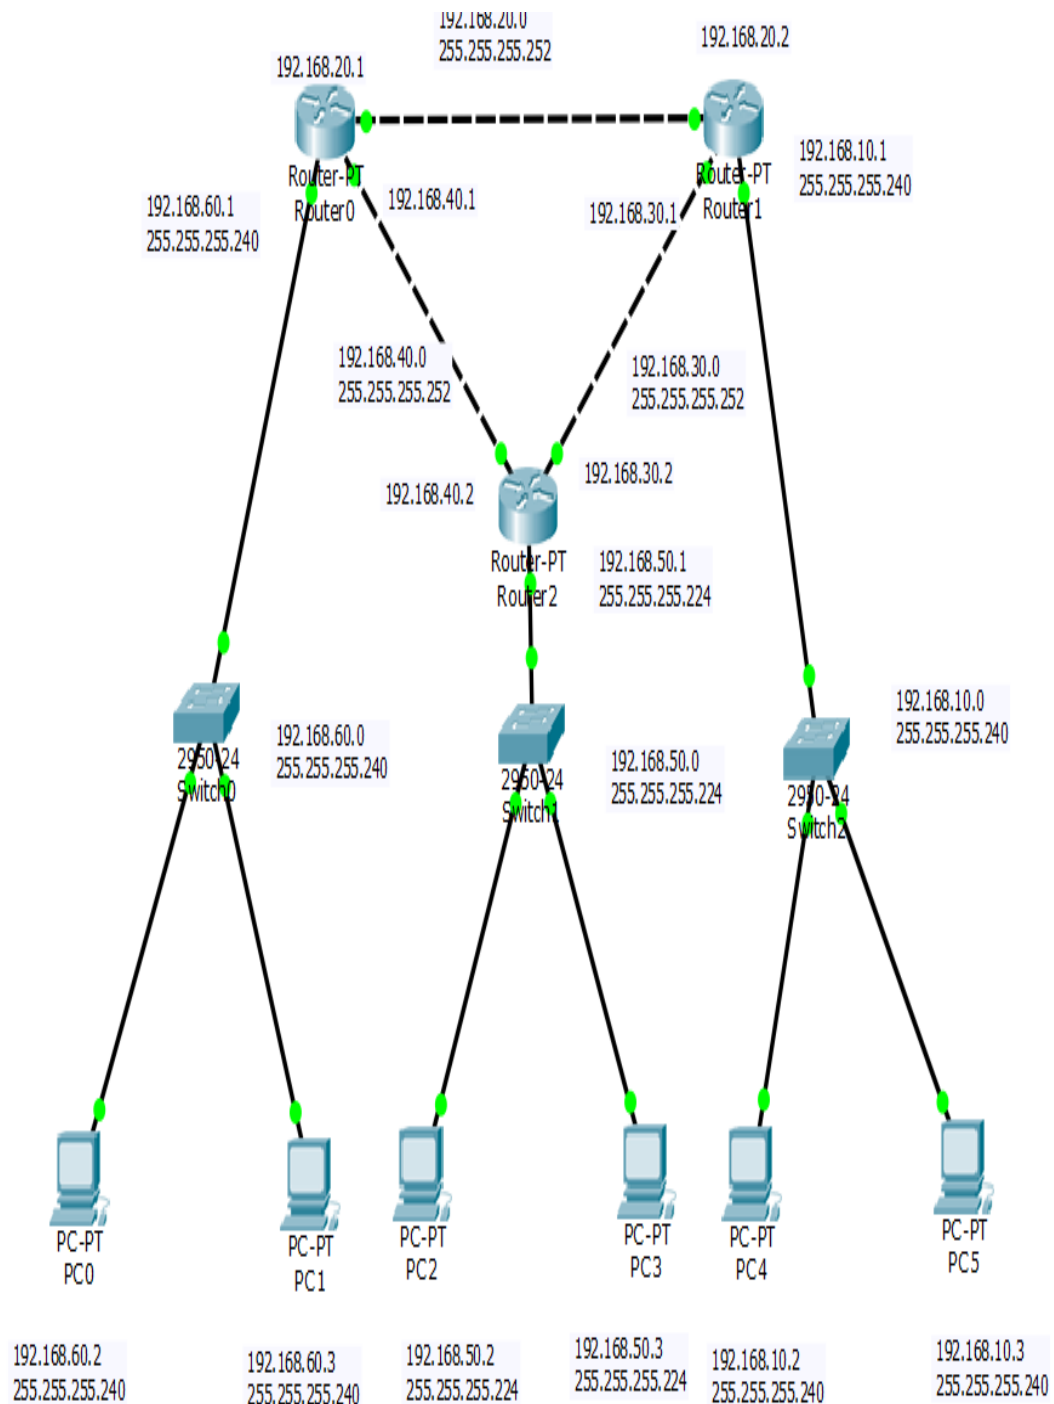 192.168.20.0
255.255.255.252
192.168.20.2
192.168.20.1
Router-PT
Router0
Router-PT
Router1
192.168.10.1
255.255.255.240
192.168.60.1
255.255.255.240
192.168.40.1
192.168.30.1
192.168.40.0
255.255.255.252
192.168.30.0
255.255.255.252
192.168.40.2
192.168.30.2
Router-PT
Router2
192.168.50.1
255.255.255.224
2950-24
Switch0
192.168.60.0
255.255.255.240
2950-24
Switch1
192.168.50.0
255.255.255.224
2950-24
Switch2
192.168.10.0
255.255.255.240
PC-PT
PC0
PC-PT
PC1
PC-PT
PC2
PC-PT
PC3
PC-PT
PC4
PC-PT
PC5
192.168.60.2
255.255.255.240
192.168.60.3
255.255.255.240
192.168.50.2
255.255.255.224
192.168.50.3
255.255.255.224
192.168.10.2
255.255.255.240
192.168.10.3
255.255.255.240